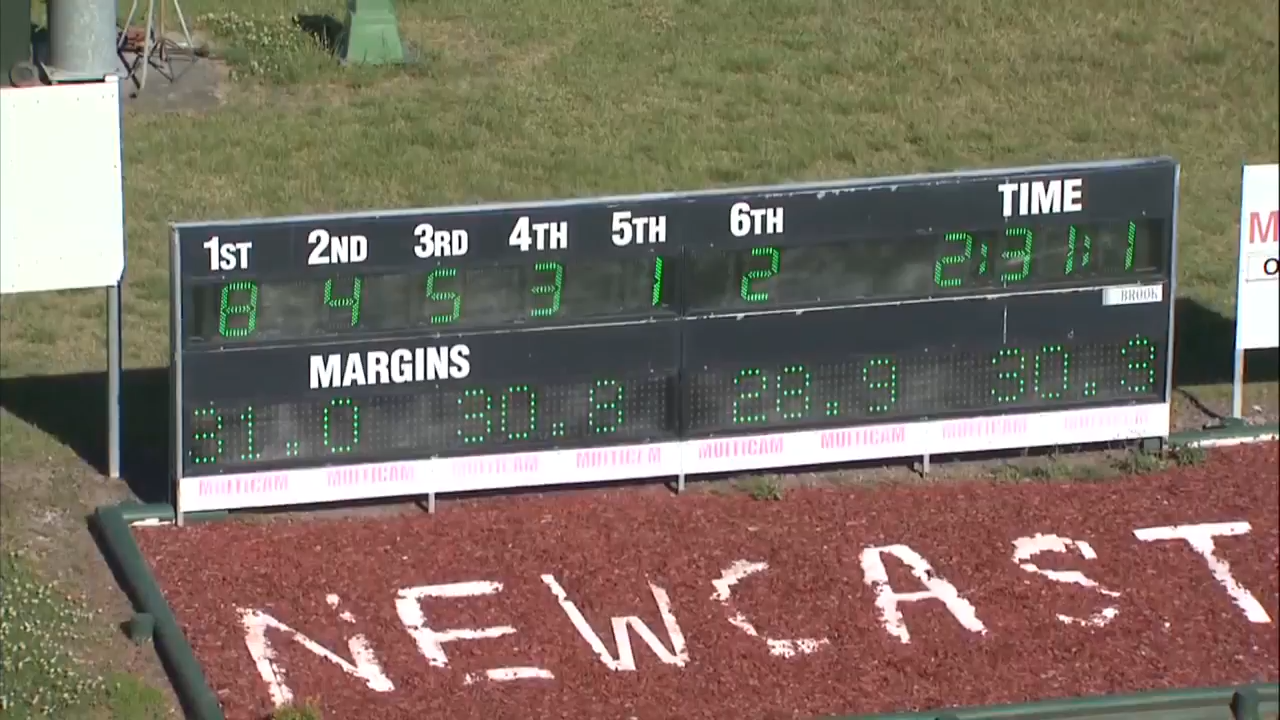 1ST 2ND 3RD 4TH 5TH 6TH TIME
8 4 5 3 1 2 2:31:1
BROOK
MARGINS
31.0 30.8 28.9 30.3
MULTICAM MULTICAM MULTICAM MULTICAM MULTICAM MULTICAM MULTICAM MULTICAM
M
O
NEWCAST